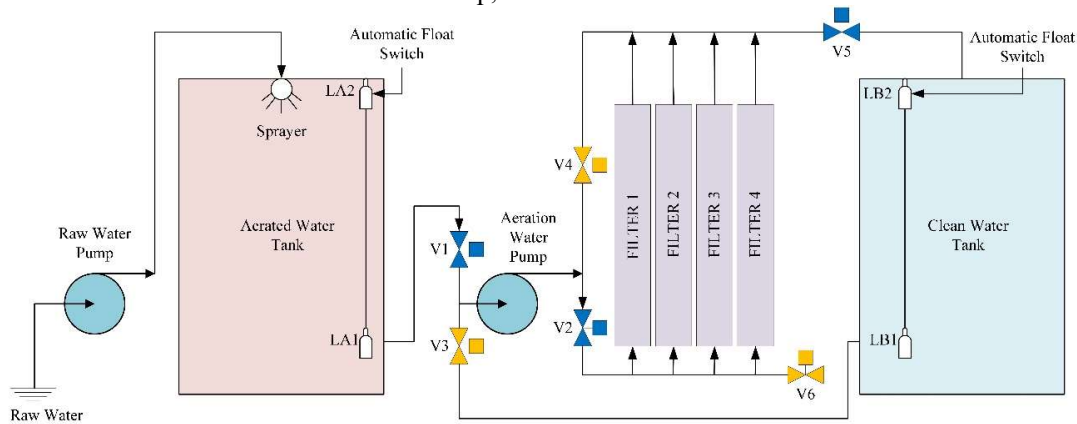 Automatic Float
Switch
LA2
Sprayer
Raw Water
Pump
Aerated Water
Tank
LA1
Raw Water
V1
V3
Aeration
Water
Pump
V4
V2
FILTER 1
FILTER 2
FILTER 3
FILTER 4
V5
V6
Automatic Float
Switch
LB2
Clean Water
Tank
LB1